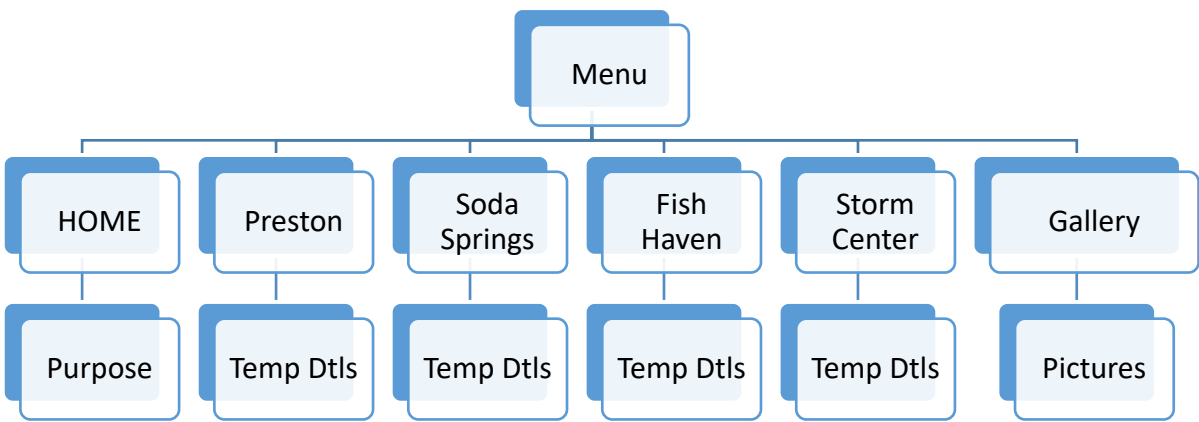 Menu
HOME
Preston
Soda
Springs
Fish
Haven
Storm
Center
Gallery
Purpose
Temp Dtls
Temp Dtls
Temp Dtls
Temp Dtls
Pictures